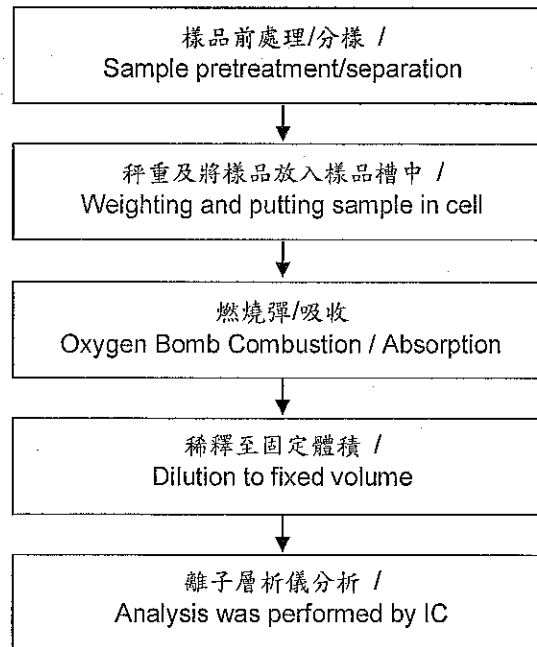 樣品前處理/分樣 /
Sample pretreatment/separation
秤重及將樣品放入樣品槽中 /
Weighting and putting sample in cell
燃燒彈/吸收
Oxygen Bomb Combustion / Absorption
稀釋至固定體積 /
Dilution to fixed volume
離子層析儀分析 /
Analysis was performed by IC